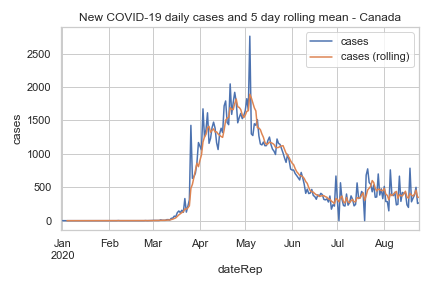 New COVID-19 daily cases and 5 day rolling mean - Canada
cases
cases (rolling)
2500
2000
1500
1000
500
0
cases
Jan Feb Mar Apr May Jun Jul Aug
2020
dateRep